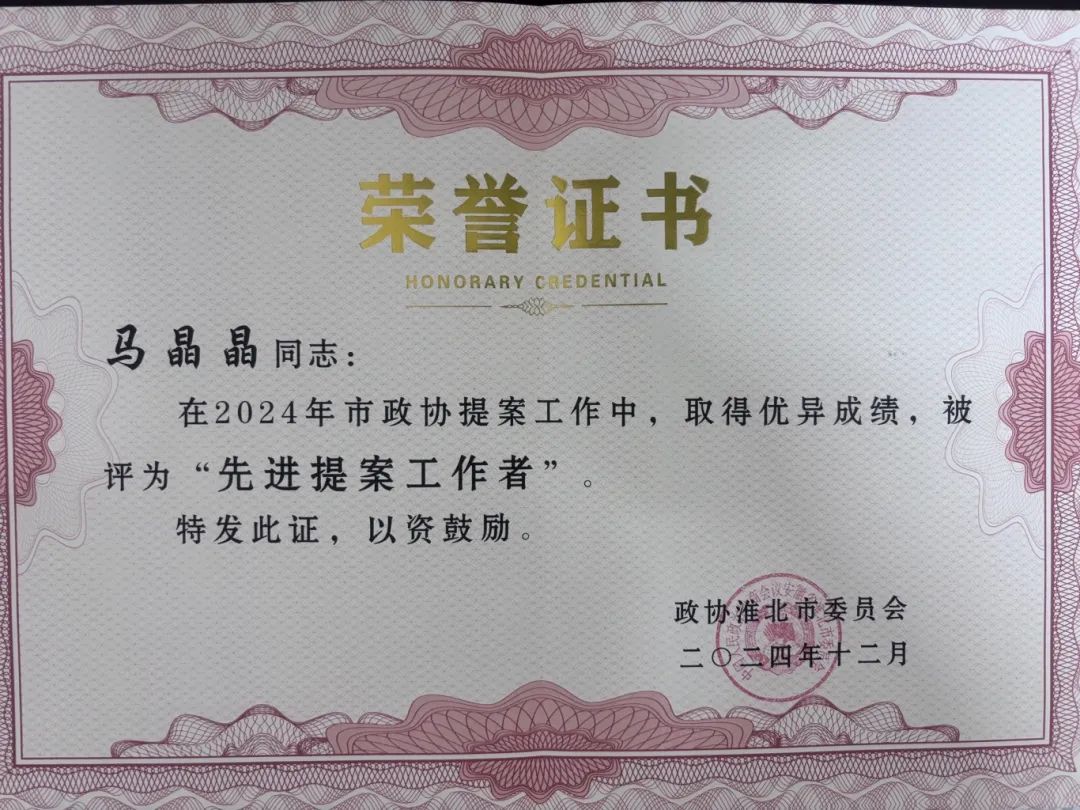 荣誉证书
HONORARY CREDENTIAL
马晶晶同志：
在2024年市政协提案工作中，取得优异成绩，被
评为“先进提案工作者”。
特发此证，以资鼓励。
政协淮北市委员会
二〇二四年十二月